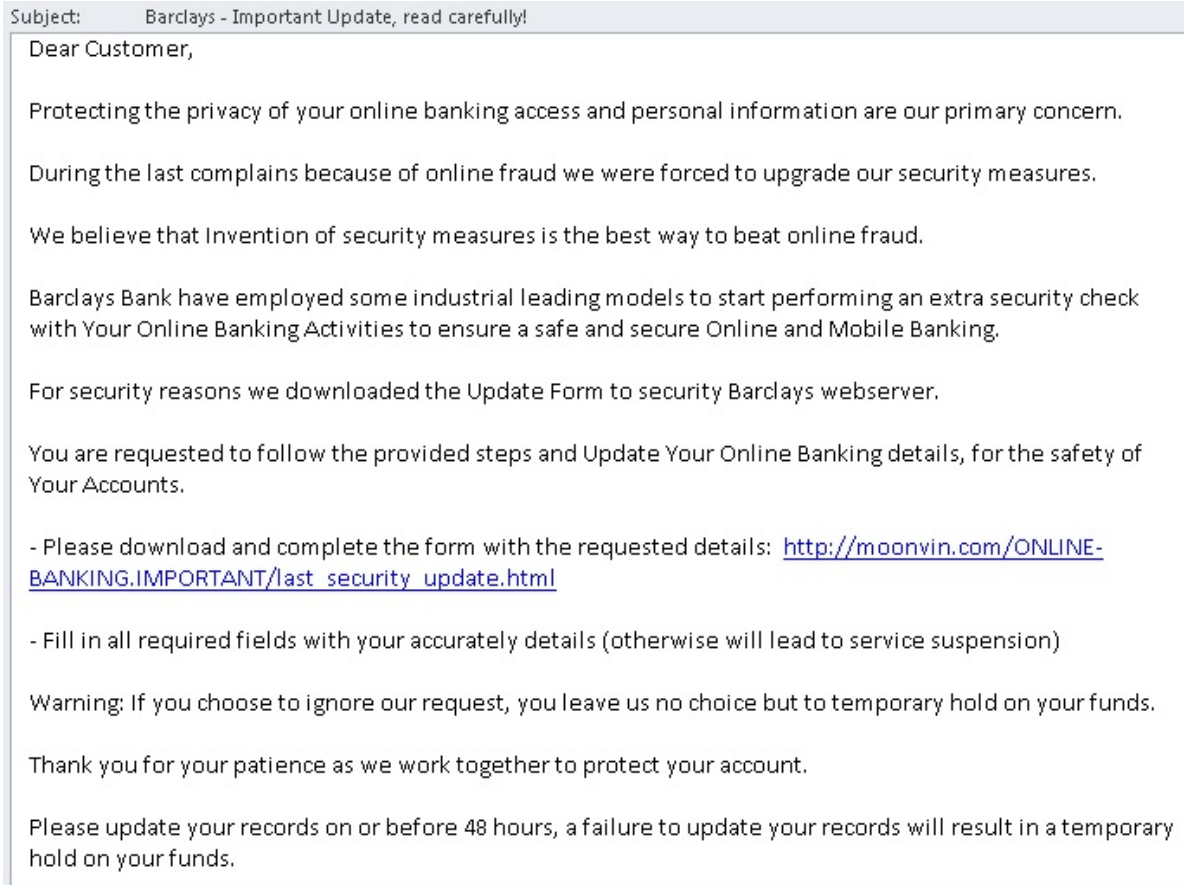 Subject: Barclays - Important Update, read carefully!
Dear Customer,
Protecting the privacy of your online banking access and personal information are our primary concern.
During the last complains because of online fraud we were forced to upgrade our security measures.
We believe that Invention of security measures is the best way to beat online fraud.
Barclays Bank have employed some industrial leading models to start performing an extra security check
with Your Online Banking Activities to ensure a safe and secure Online and Mobile Banking.
For security reasons we downloaded the Update Form to security Barclays webserver.
You are requested to follow the provided steps and Update Your Online Banking details, for the safety of
Your Accounts.
- Please download and complete the form with the requested details: http://moonvin.com/ONLINE-
BANKING.IMPORTANT/last_security_update.html
- Fill in all required fields with your accurately details (otherwise will lead to service suspension)
Warning: If you choose to ignore our request, you leave us no choice but to temporary hold on your funds.
Thank you for your patience as we work together to protect your account.
Please update your records on or before 48 hours, a failure to update your records will result in a temporary
hold on your funds.